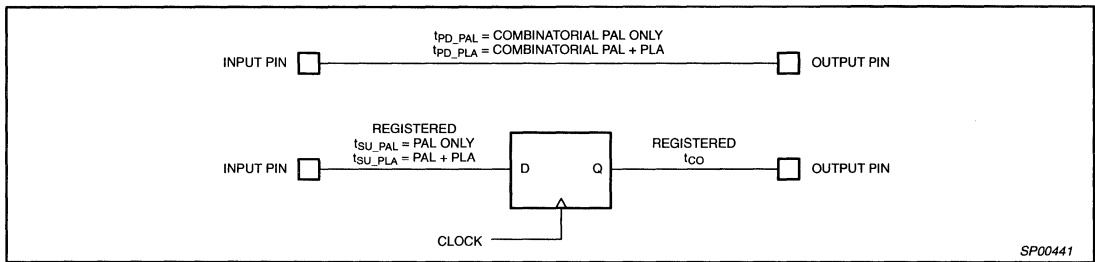 tPD_PAL = COMBINATORIAL PAL ONLY
tPD_PLA = COMBINATORIAL PAL + PLA
INPUT PIN
OUTPUT PIN
REGISTERED
tSU_PAL = PAL ONLY
tSU_PLA = PAL + PLA
REGISTERED
tCO
INPUT PIN
D
Q
OUTPUT PIN
CLOCK
SP00441